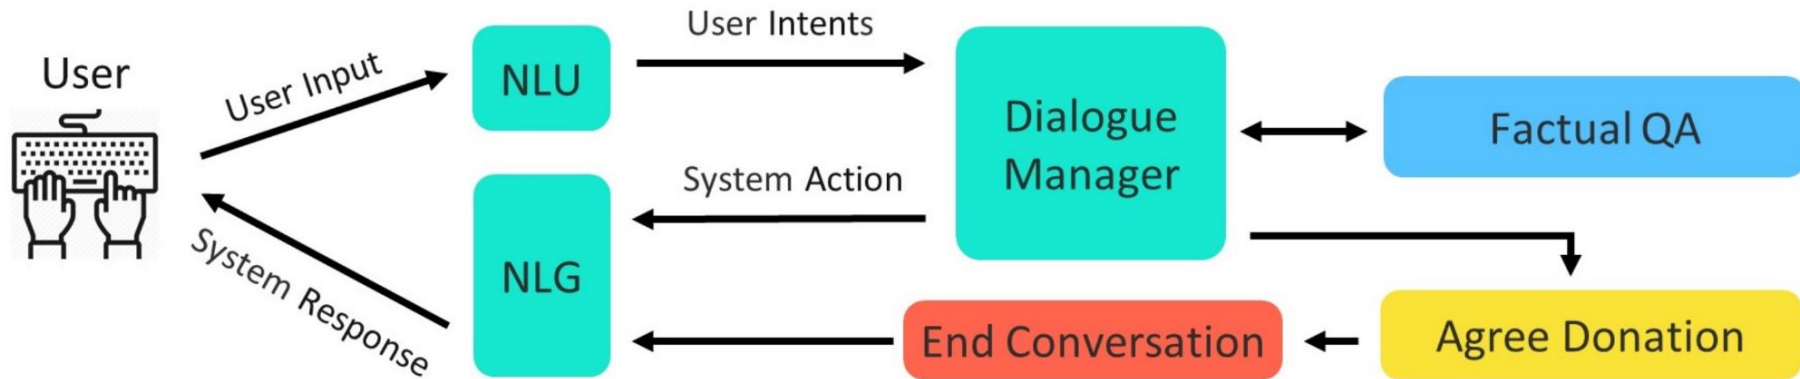 User
User Input
NLU
User Intents
Dialogue
Manager
Factual QA
System Action
System Response
NLG
End Conversation
Agree Donation